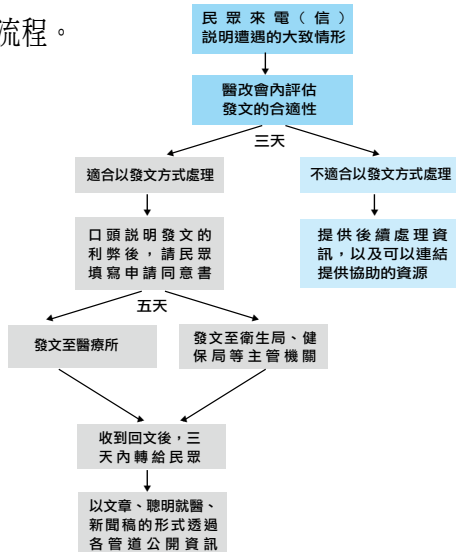 流程。
民眾來電（信）
說明遭遇的大致情形
醫改會內評估
發文的合適性
三天
適合以發文方式處理
不適合以發文方式處理
口頭說明發文的
利弊後，請民眾
填寫申請同意書
提供後續處理資
訊，以及可以連結
提供協助的資源
五天
發文至醫療所
發文至衛生局、健
保局等主管機關
收到回文後，三
天內轉給民眾
以文章、聰明就醫、
新聞稿的形式透過
各管道公開資訊